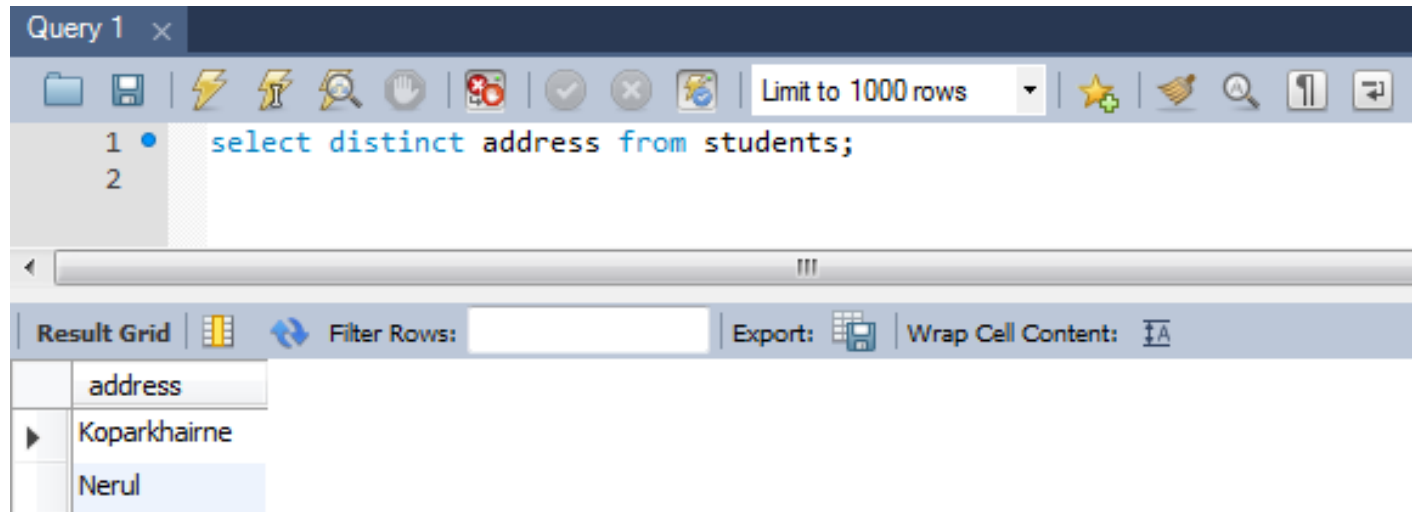 Query 1
Limit to 1000 rows
1 select distinct address from students;
2
Result Grid Filter Rows: Export: Wrap Cell Content:
address
Koparkhairne
Nerul